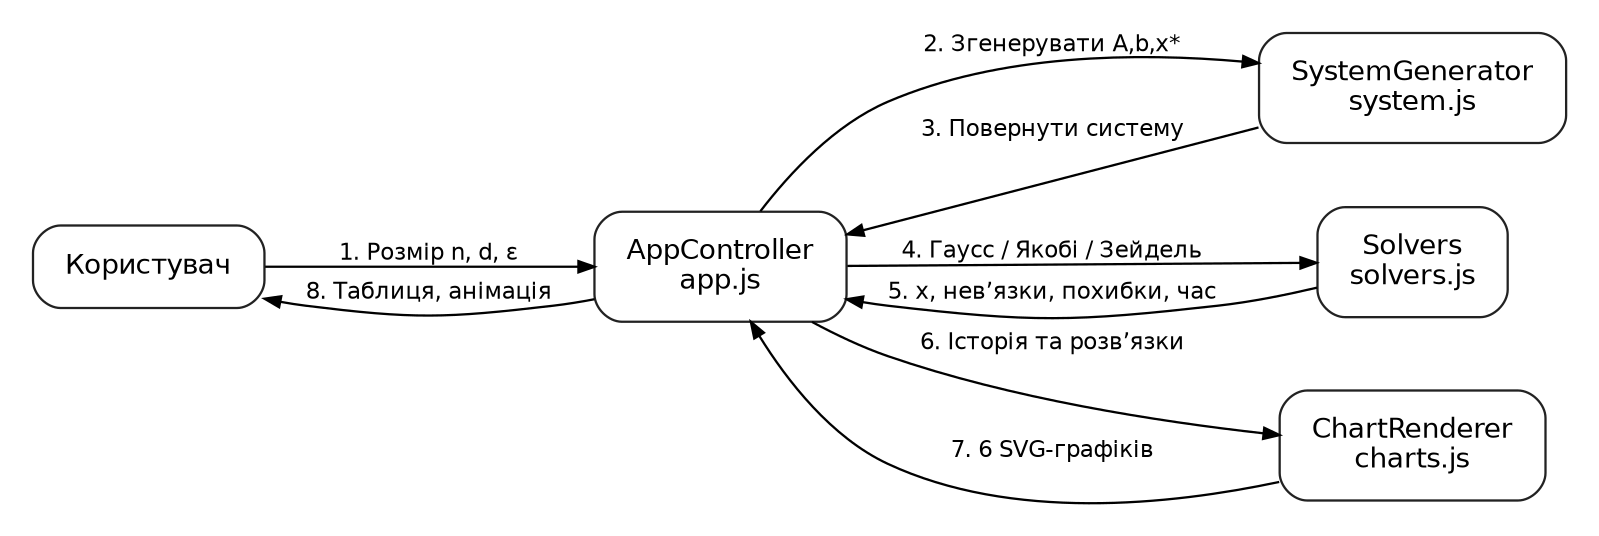 2. Згенерувати A,b,x*
SystemGenerator
system.js
3. Повернути систему
Користувач
1. Розмір n, d, ε
8. Таблиця, анімація
AppController
app.js
4. Гаусс / Якобі / Зейдель
5. x, нев’язки, похибки, час
Solvers
solvers.js
6. Історія та розв’язки
7. 6 SVG-графіків
ChartRenderer
charts.js